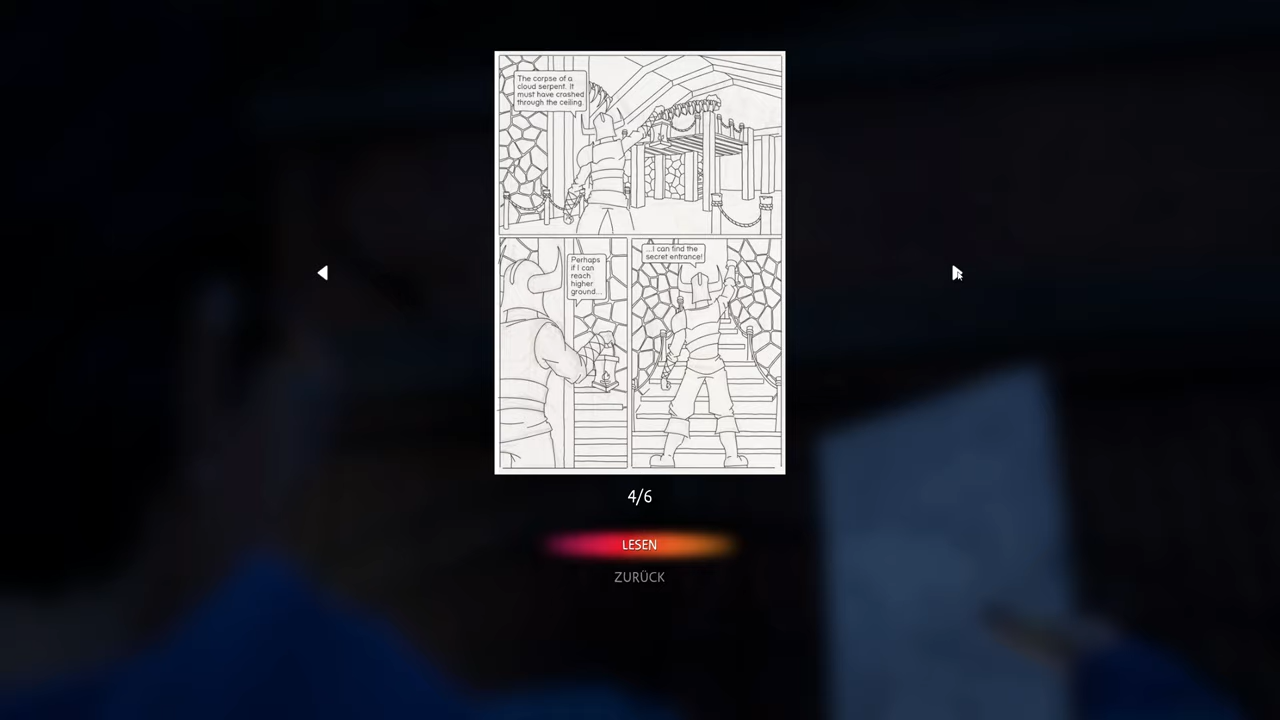 The corpse of a
cloud serpent. It
must have crashed
through the ceiling.
Perhaps
if I can
reach
higher
ground...
...I can find the
secret entrance!
4/6
LESEN
ZURÜCK